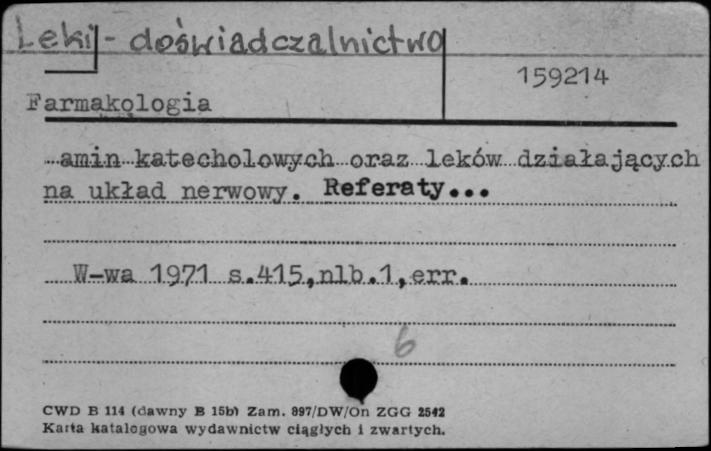 Leki - doświadczalnictwo
159214
Farmakologia
amin katecholowych oraz leków działających
na układ nerwowy. Referaty...
W-wa 1971 s.415,nlb.1,err.
6
CWD B 114 (dawny B 15b) Zam. 897/DW/On ZGG 2542
Karta katalogowa wydawnictw ciągłych i zwartych.